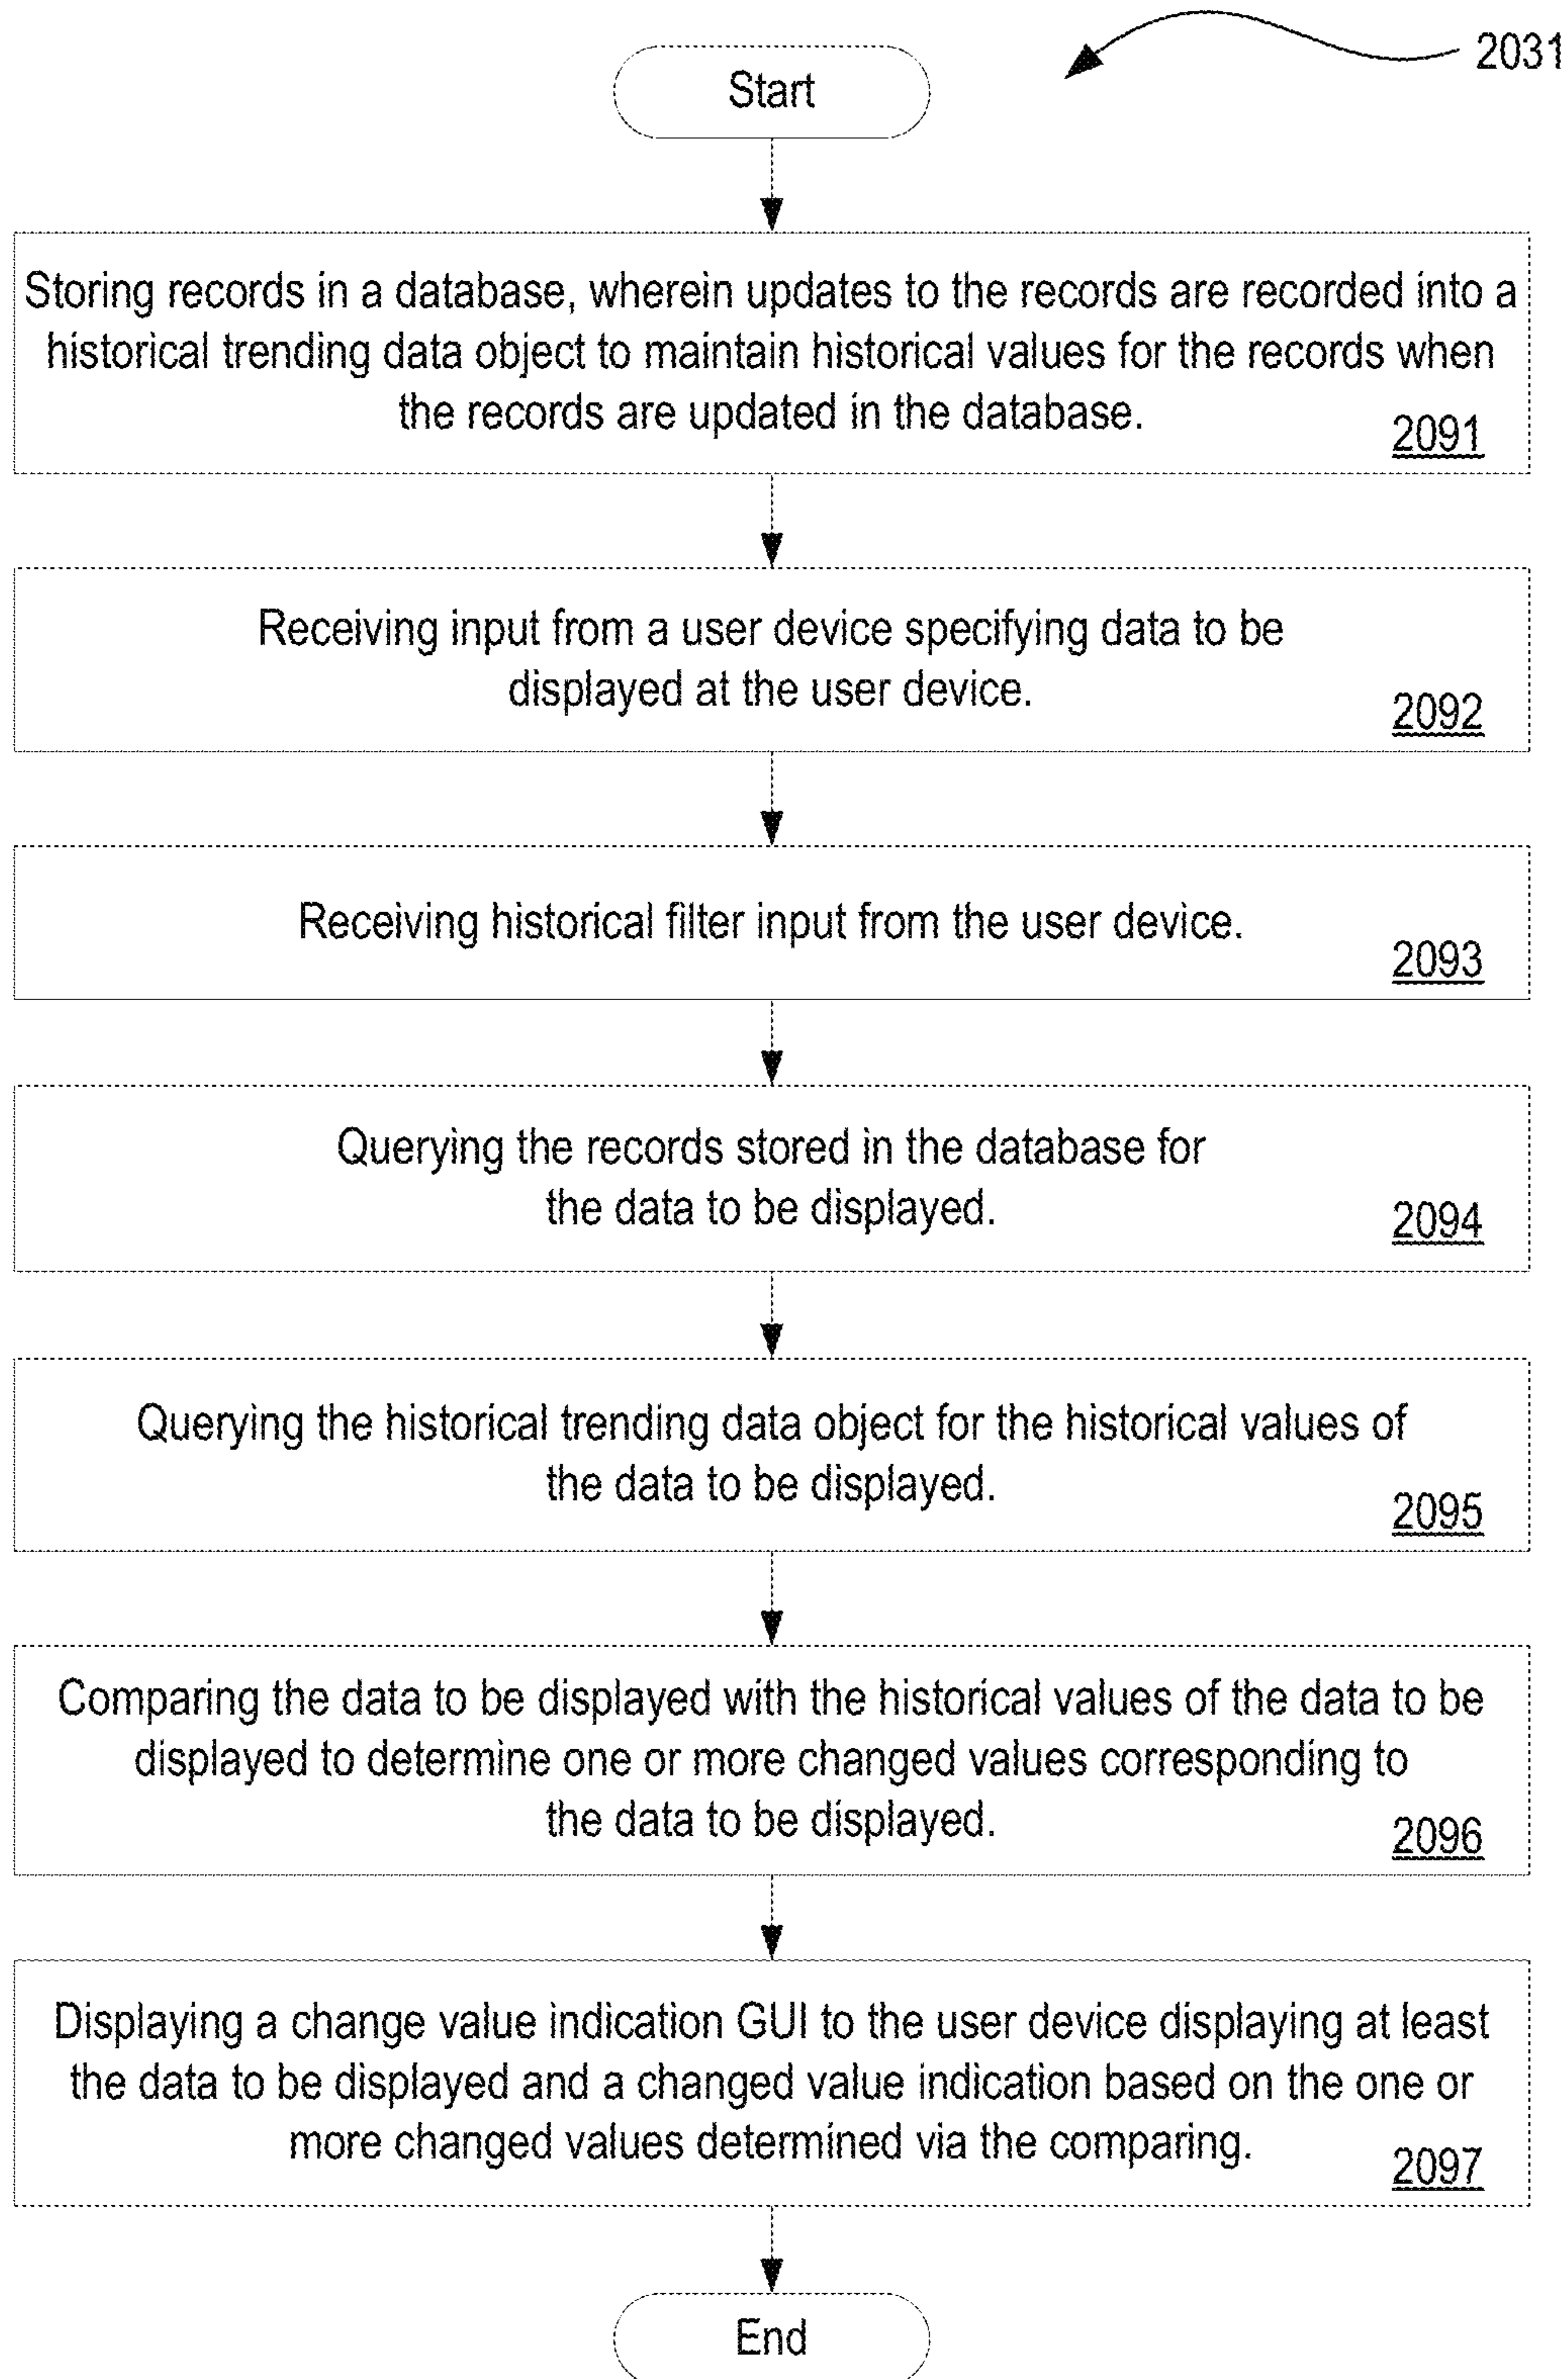 2031
Start
Storing records in a database, wherein updates to the records are recorded into a
historical trending data object to maintain historical values for the records when
the records are updated in the database.
2091
Receiving input from a user device specifying data to be
displayed at the user device.
2092
Receiving historical filter input from the user device.
2093
Querying the records stored in the database for
the data to be displayed.
2094
Querying the historical trending data object for the historical values of
the data to be displayed.
2095
Comparing the data to be displayed with the historical values of the data to be
displayed to determine one or more changed values corresponding to
the data to be displayed.
2096
Displaying a change value indication GUI to the user device displaying at least
the data to be displayed and a changed value indication based on the one or
more changed values determined via the comparing.
2097
End